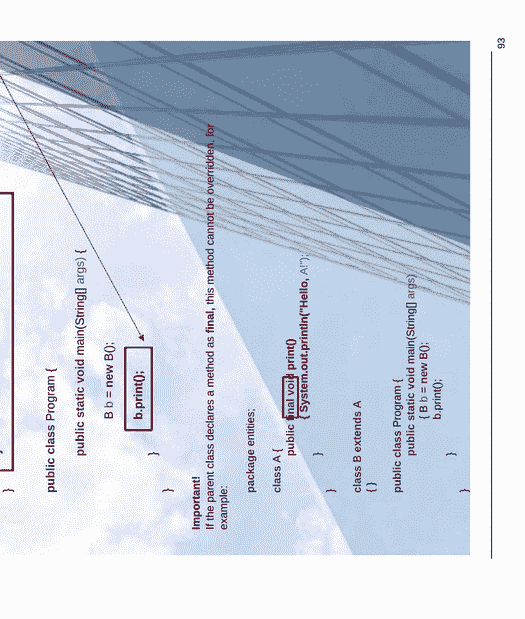 }
public class Program {
public static void main(String[] args) {
B b = new B();
b.print();
}
}
Important!
If the parent class declares a method as final, this method cannot be overridden. for
example:
package entities;
class A {
public final void print()
{ System.out.println("Hello, A!");
}
}
class B extends A
{ }
public class Program {
public static void main(String[] args)
{ B b = new B();
b.print();
}
}
93